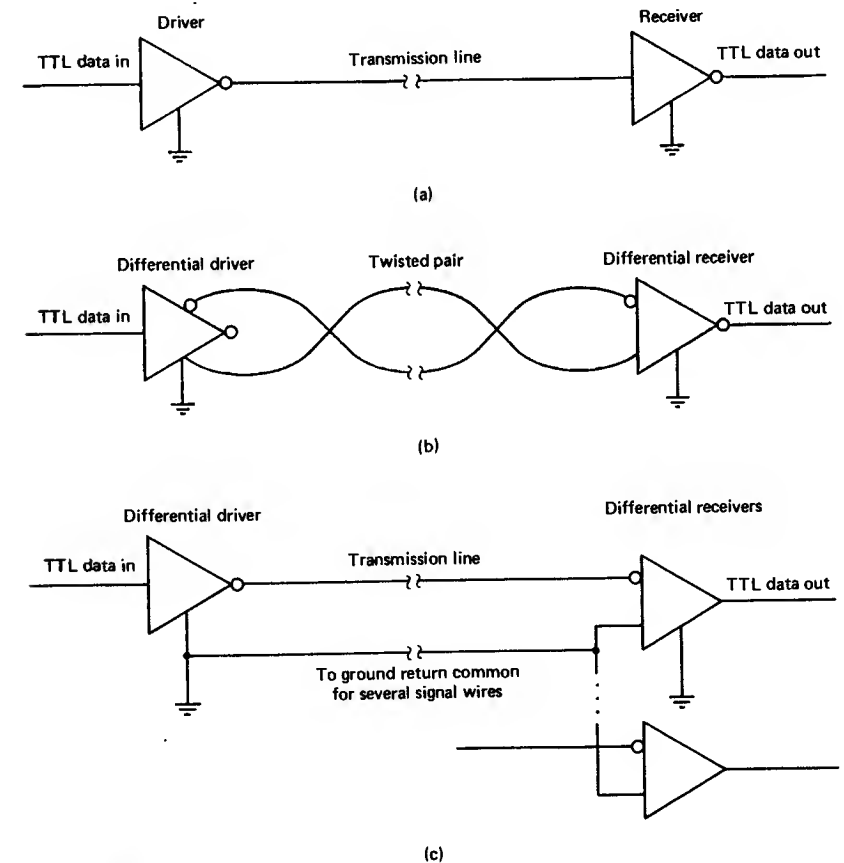 Driver
Receiver
TTL data in
Transmission line
TTL data out
(a)
Differential driver
Twisted pair
Differential receiver
TTL data in
TTL data out
(b)
Differential driver
Differential receivers
TTL data in
Transmission line
TTL data out
To ground return common
for several signal wires
(c)